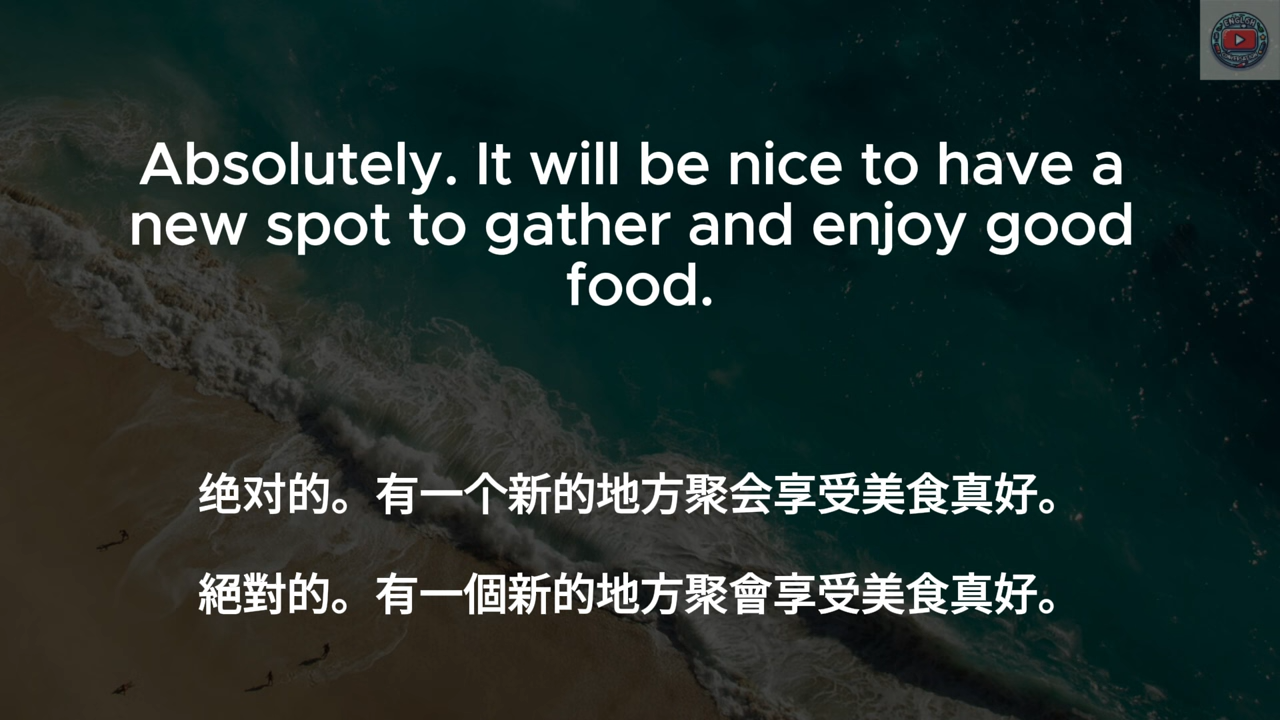 Absolutely. It will be nice to have a
new spot to gather and enjoy good
food.
绝对的。有一个新的地方聚会享受美食真好。
絕對的。有一個新的地方聚會享受美食真好。